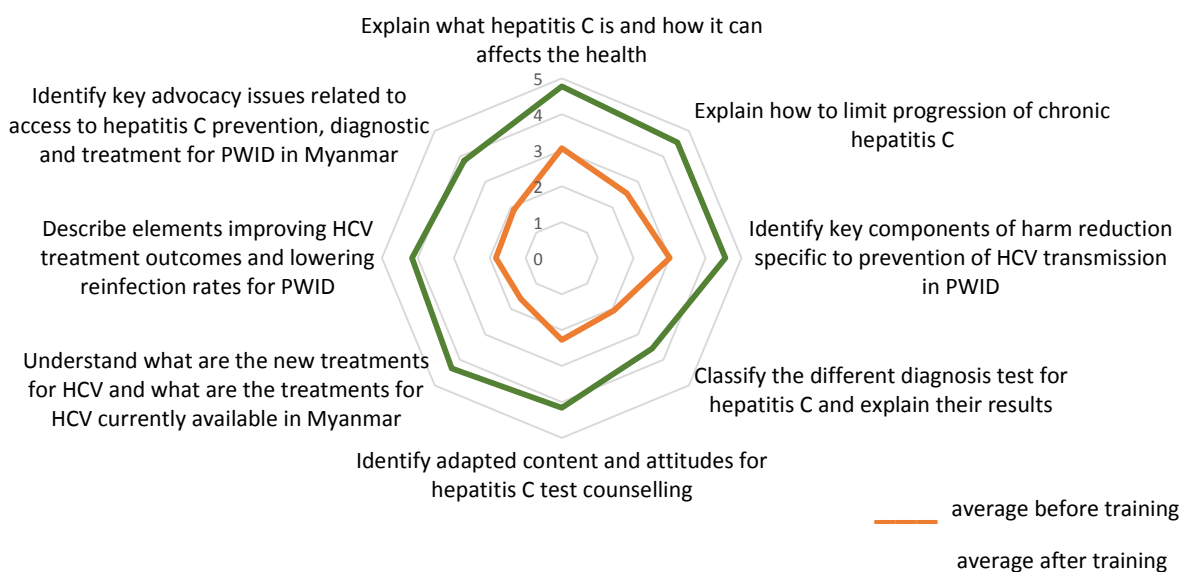 Explain what hepatitis C is and how it can
affects the health
Explain how to limit progression of chronic
hepatitis C
Identify key components of harm reduction
specific to prevention of HCV transmission
in PWID
Classify the different diagnosis test for
hepatitis C and explain their results
Identify adapted content and attitudes for
hepatitis C test counselling
Understand what are the new treatments
for HCV and what are the treatments for
HCV currently available in Myanmar
Describe elements improving HCV
treatment outcomes and lowering
reinfection rates for PWID
Identify key advocacy issues related to
access to hepatitis C prevention, diagnostic
and treatment for PWID in Myanmar
5
4
3
2
1
0
average before training
average after training